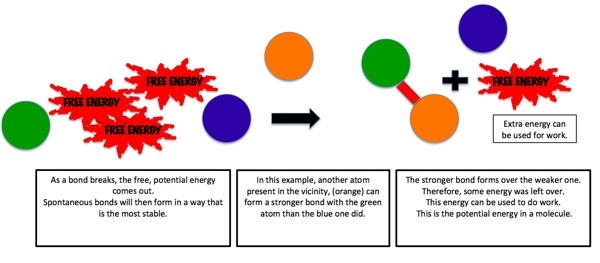 FREE ENERGY
FREE ENERGY
FREE ENERGY
FREE ENERGY
Extra energy can
be used for work.
As a bond breaks, the free, potential energy
comes out.
Spontaneous bonds will then form in a way that
is the most stable.
In this example, another atom
present in the vicinity, (orange) can
form a stronger bond with the green
atom than the blue one did.
The stronger bond forms over the weaker one.
Therefore, some energy was left over.
This energy can be used to do work.
This is the potential energy in a molecule.